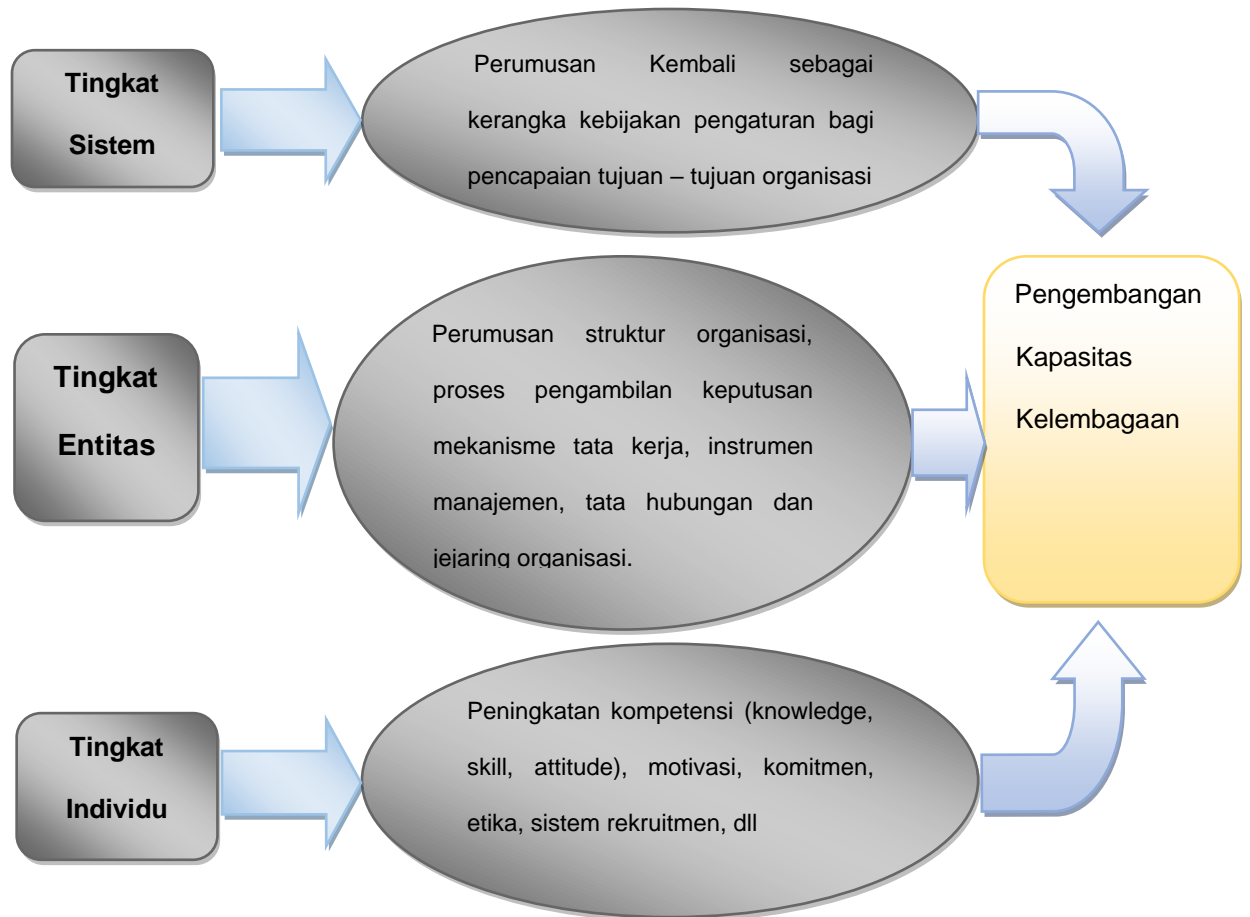 Tingkat
Sistem
Perumusan Kembali sebagai
kerangka kebijakan pengaturan bagi
pencapaian tujuan – tujuan organisasi
Tingkat
Entitas
Perumusan struktur organisasi,
proses pengambilan keputusan
mekanisme tata kerja, instrumen
manajemen, tata hubungan dan
jejaring organisasi.
Pengembangan
Kapasitas
Kelembagaan
Tingkat
Individu
Peningkatan kompetensi (knowledge,
skill, attitude), motivasi, komitmen,
etika, sistem rekruitmen, dll